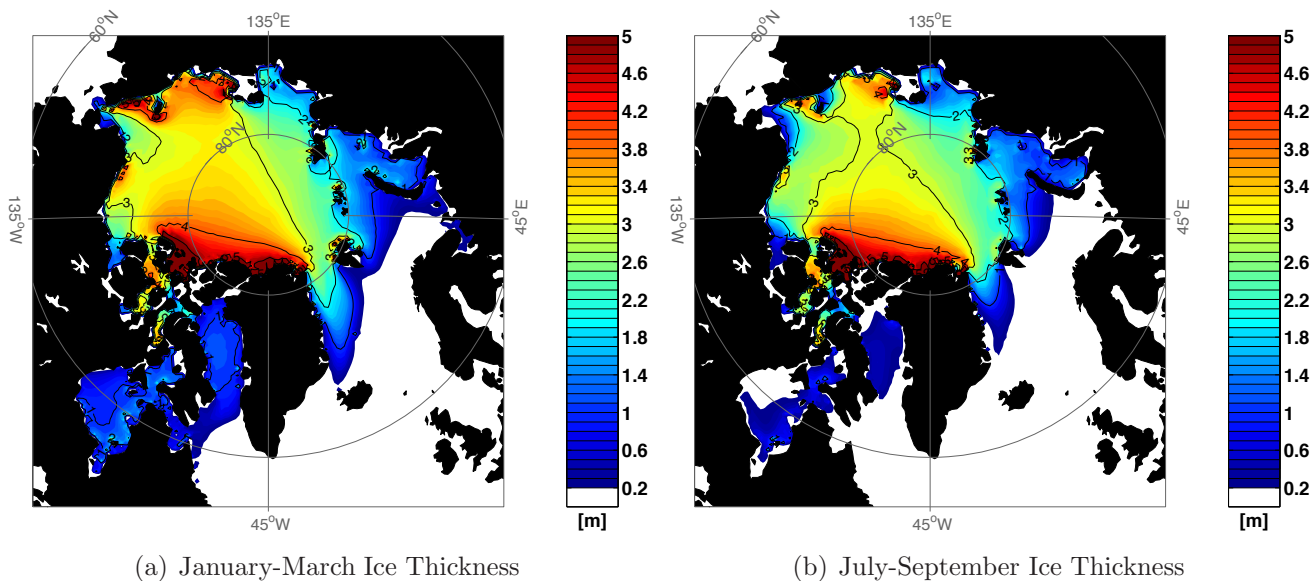 60°N
135°E
80°N
135°W
45°E
45°W
5
4.6
4.2
3.8
3.4
3
2.6
2.2
1.8
1.4
1
0.6
0.2
[m]
(a) January-March Ice Thickness
60°N
135°E
80°N
135°W
45°E
45°W
5
4.6
4.2
3.8
3.4
3
2.6
2.2
1.8
1.4
1
0.6
0.2
[m]
(b) July-September Ice Thickness